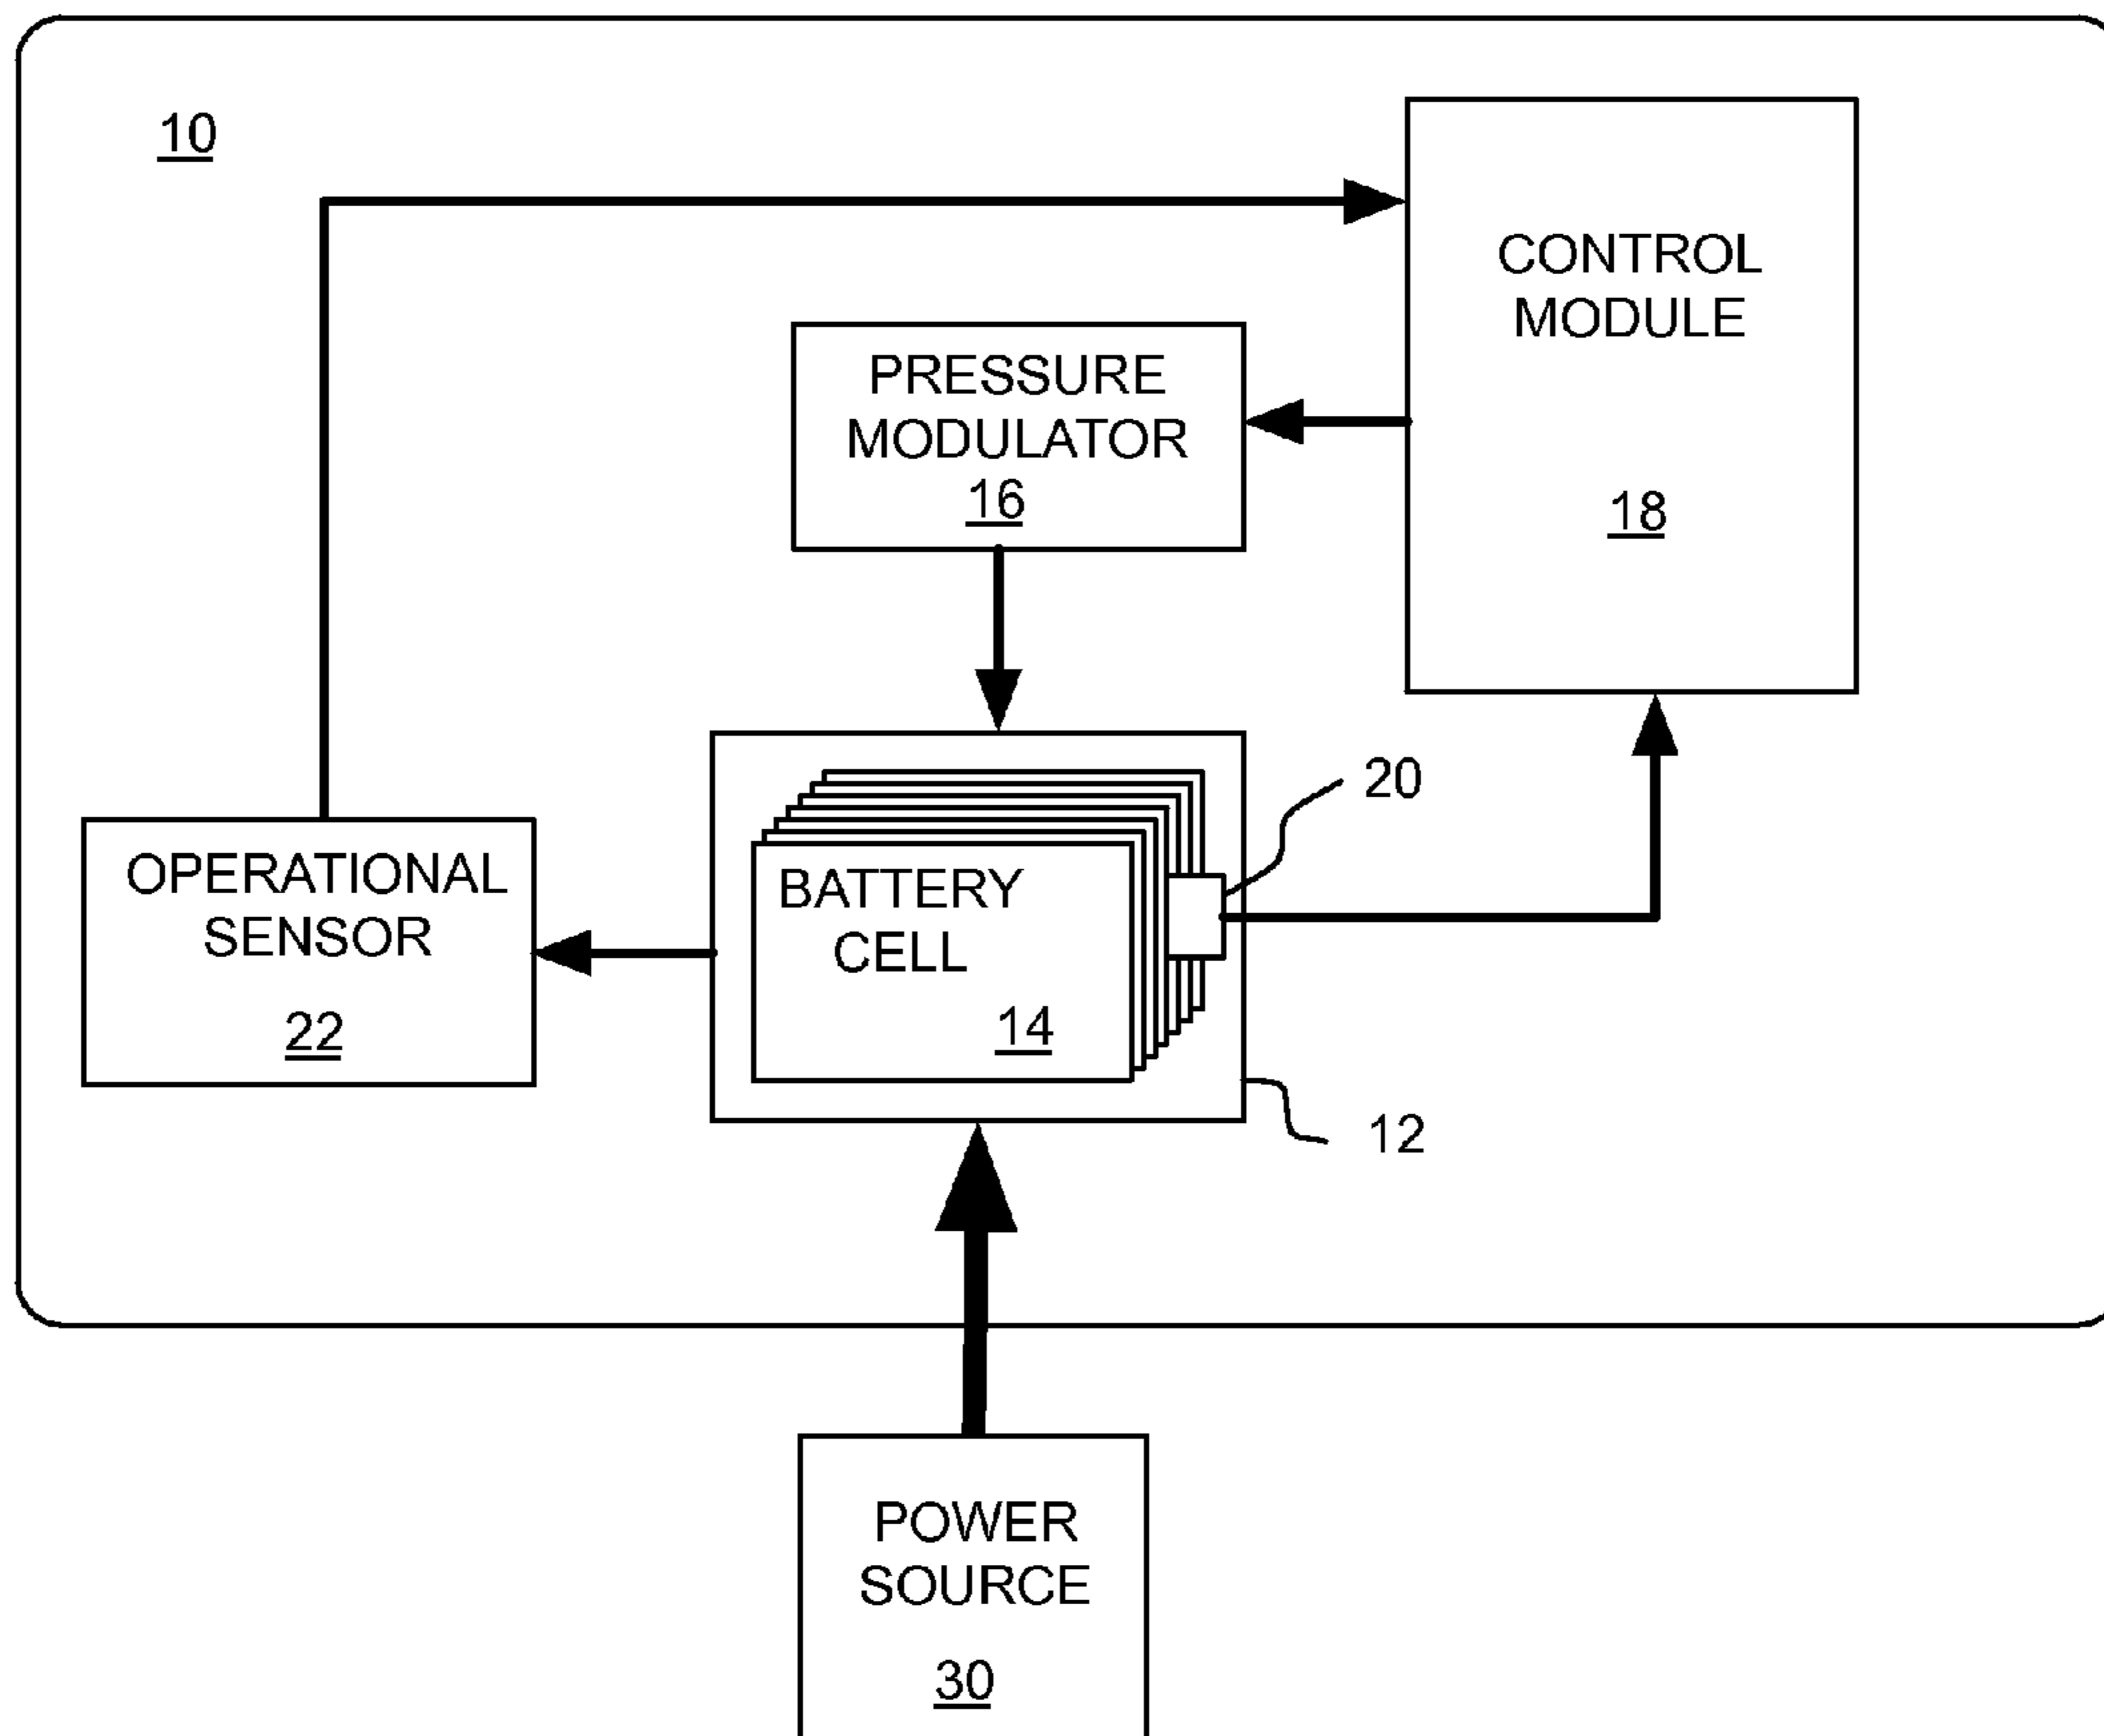 10
CONTROL
MODULE
18
PRESSURE
MODULATOR
16
20
OPERATIONAL
SENSOR
22
BATTERY
CELL
14
12
POWER
SOURCE
30